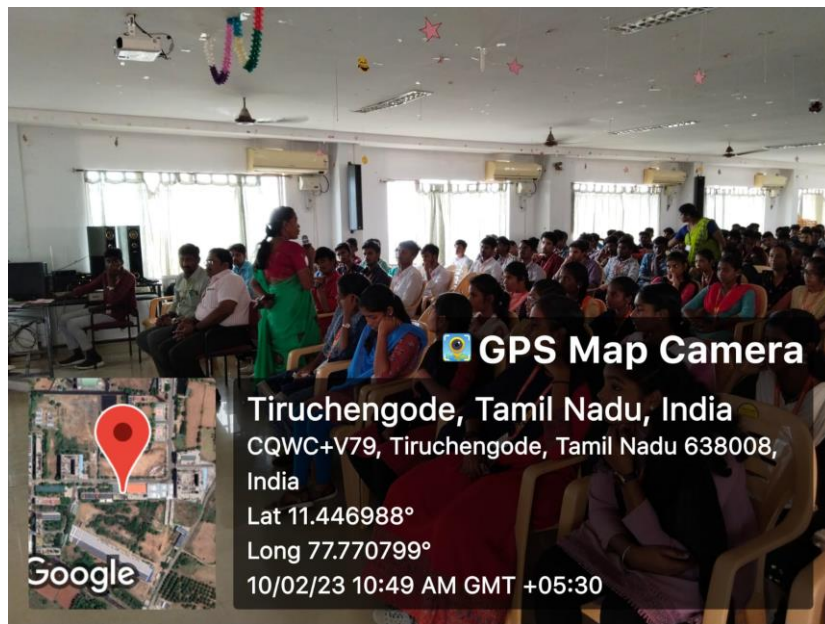 GPS Map Camera
Tiruchengode, Tamil Nadu, India
CQWC+V79, Tiruchengode, Tamil Nadu 638008,
India
Lat 11.446988°
Long 77.770799°
10/02/23 10:49 AM GMT +05:30
Google